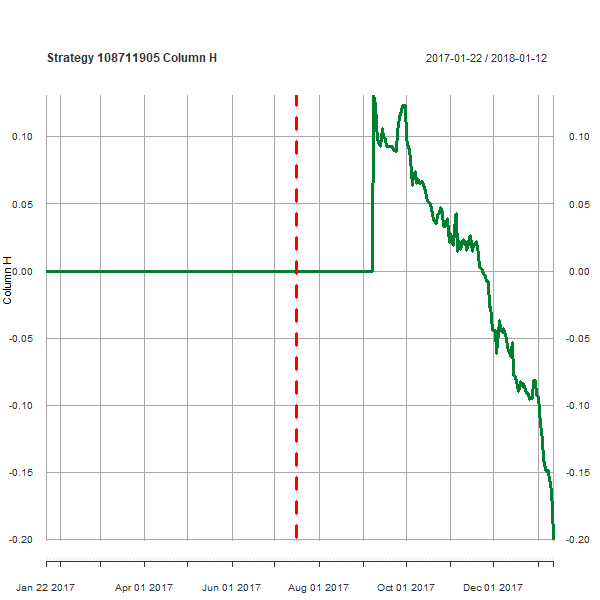 Strategy 108711905 Column H
2017-01-22 / 2018-01-12
0.10 0.10
0.05 0.05
0.00 0.00
Column H
-0.05 -0.05
-0.10 -0.10
-0.15 -0.15
-0.20 -0.20
Jan 22 2017 Apr 01 2017 Jun 01 2017 Aug 01 2017 Oct 01 2017 Dec 01 2017